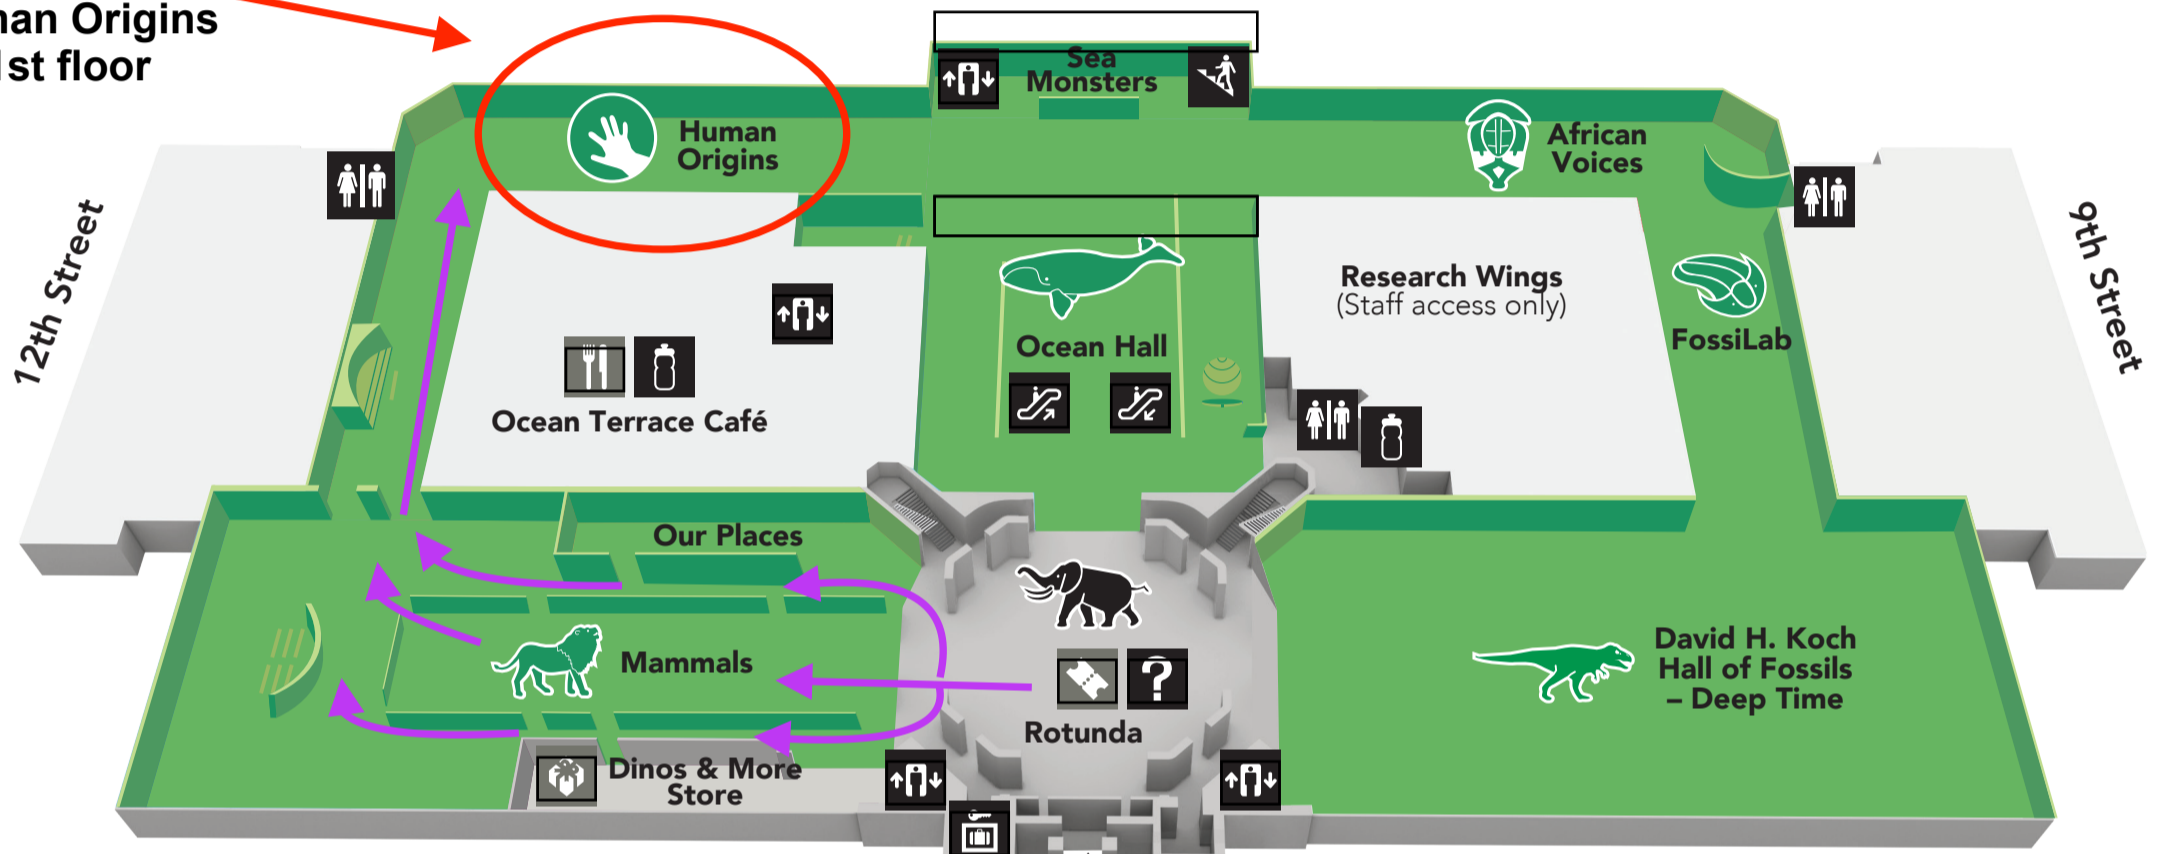 Origins
1st floor
Sea
Monsters
Human
Origins
African
Voices
12th Street
9th Street
Research Wings
(Staff access only)
FossiLab
Ocean Hall
Ocean Terrace Café
Our Places
Mammals
David H. Koch
Hall of Fossils
– Deep Time
?
Rotunda
Dinos & More
Store